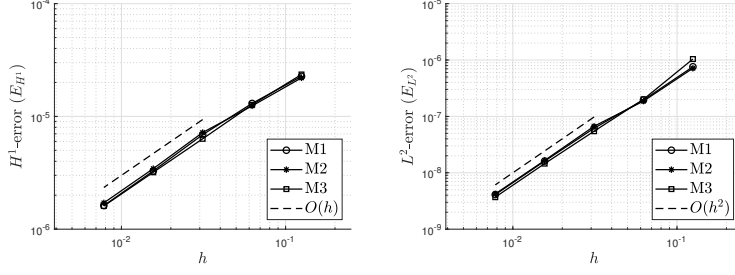 10^-4
10^-5
10^-6
H^1-error (E_{H^1})
10^-2
10^-1
h
M1
M2
M3
O(h)
10^-5
10^-6
10^-7
10^-8
10^-9
L^2-error (E_{L^2})
10^-2
10^-1
h
M1
M2
M3
O(h^2)